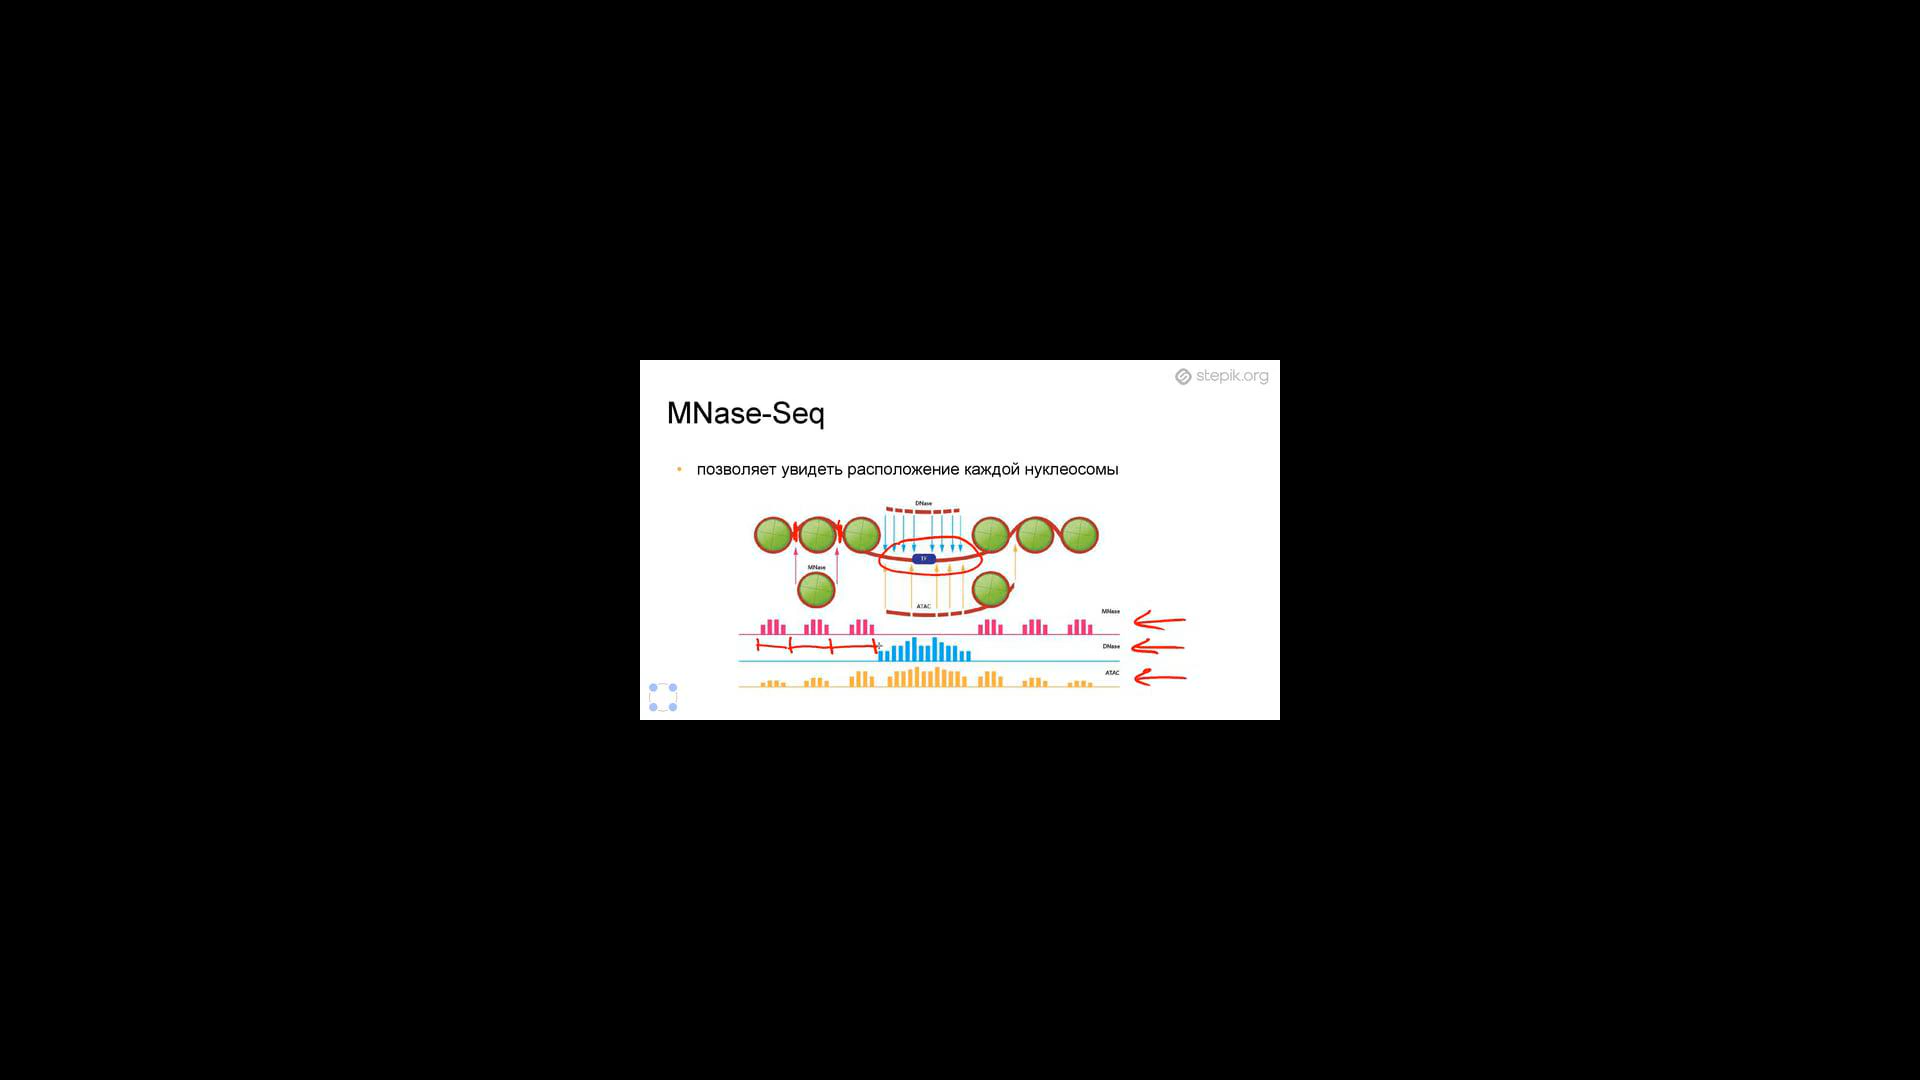 stepik.org
MNase-Seq
позволяет увидеть расположение каждой нуклеосомы
DNase
TF
MNase
ATAC
MNase
DNase
ATAC